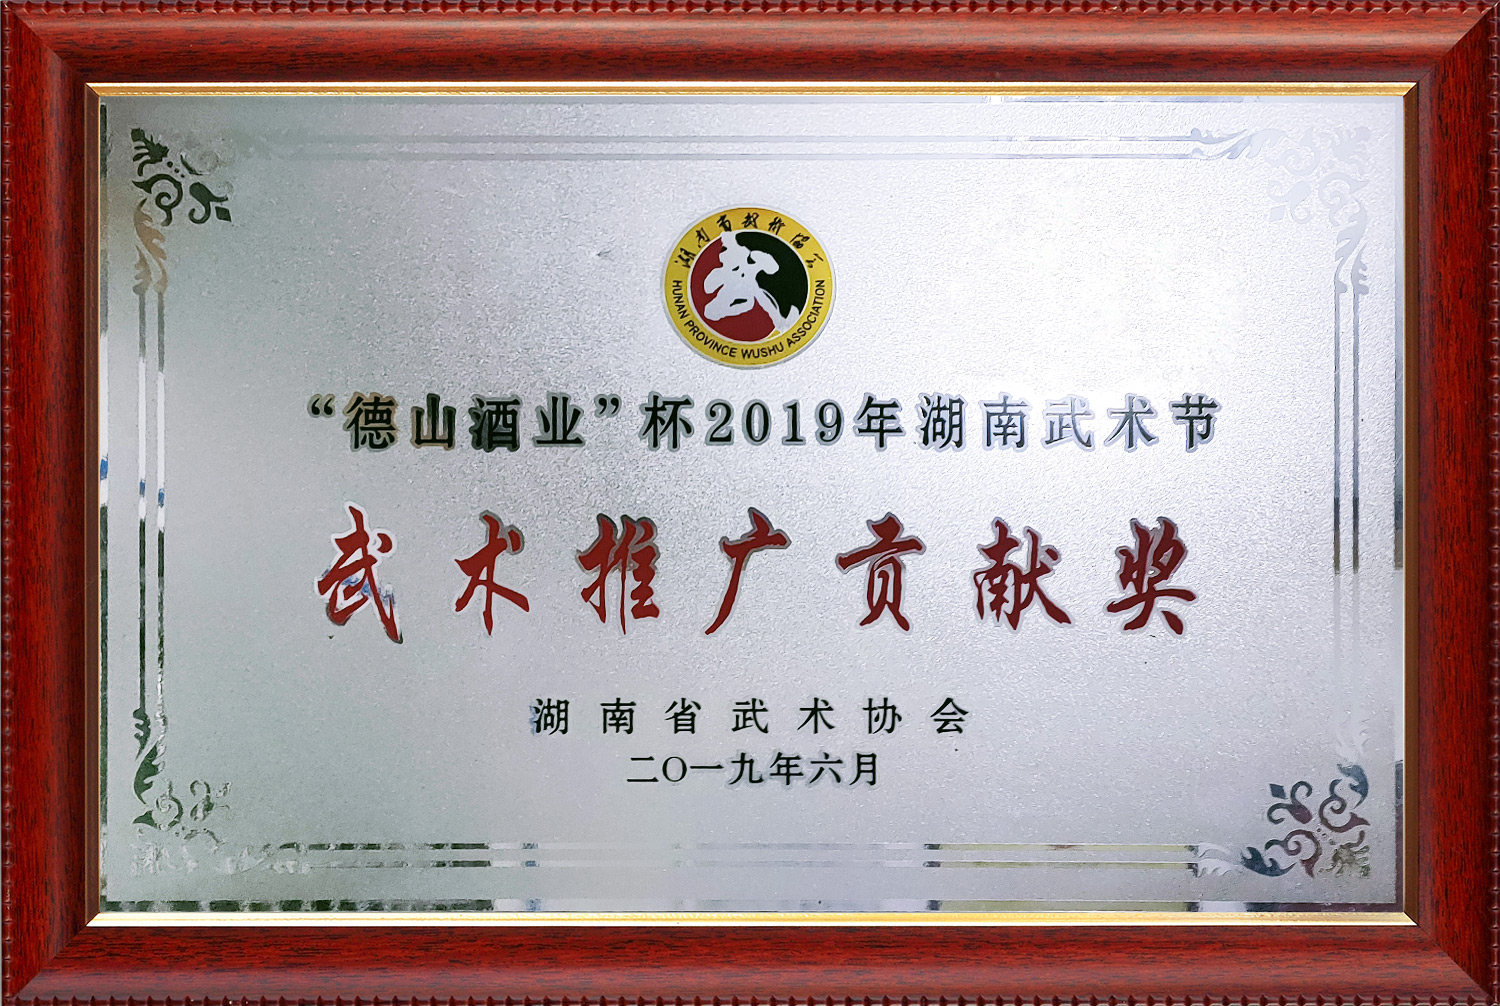 湖南省武术协会
HUNAN PROVINCE WUSHU ASSOCIATION
“德山酒业”杯2019年湖南武术节
武术推广贡献奖
湖南省武术协会
二〇一九年六月